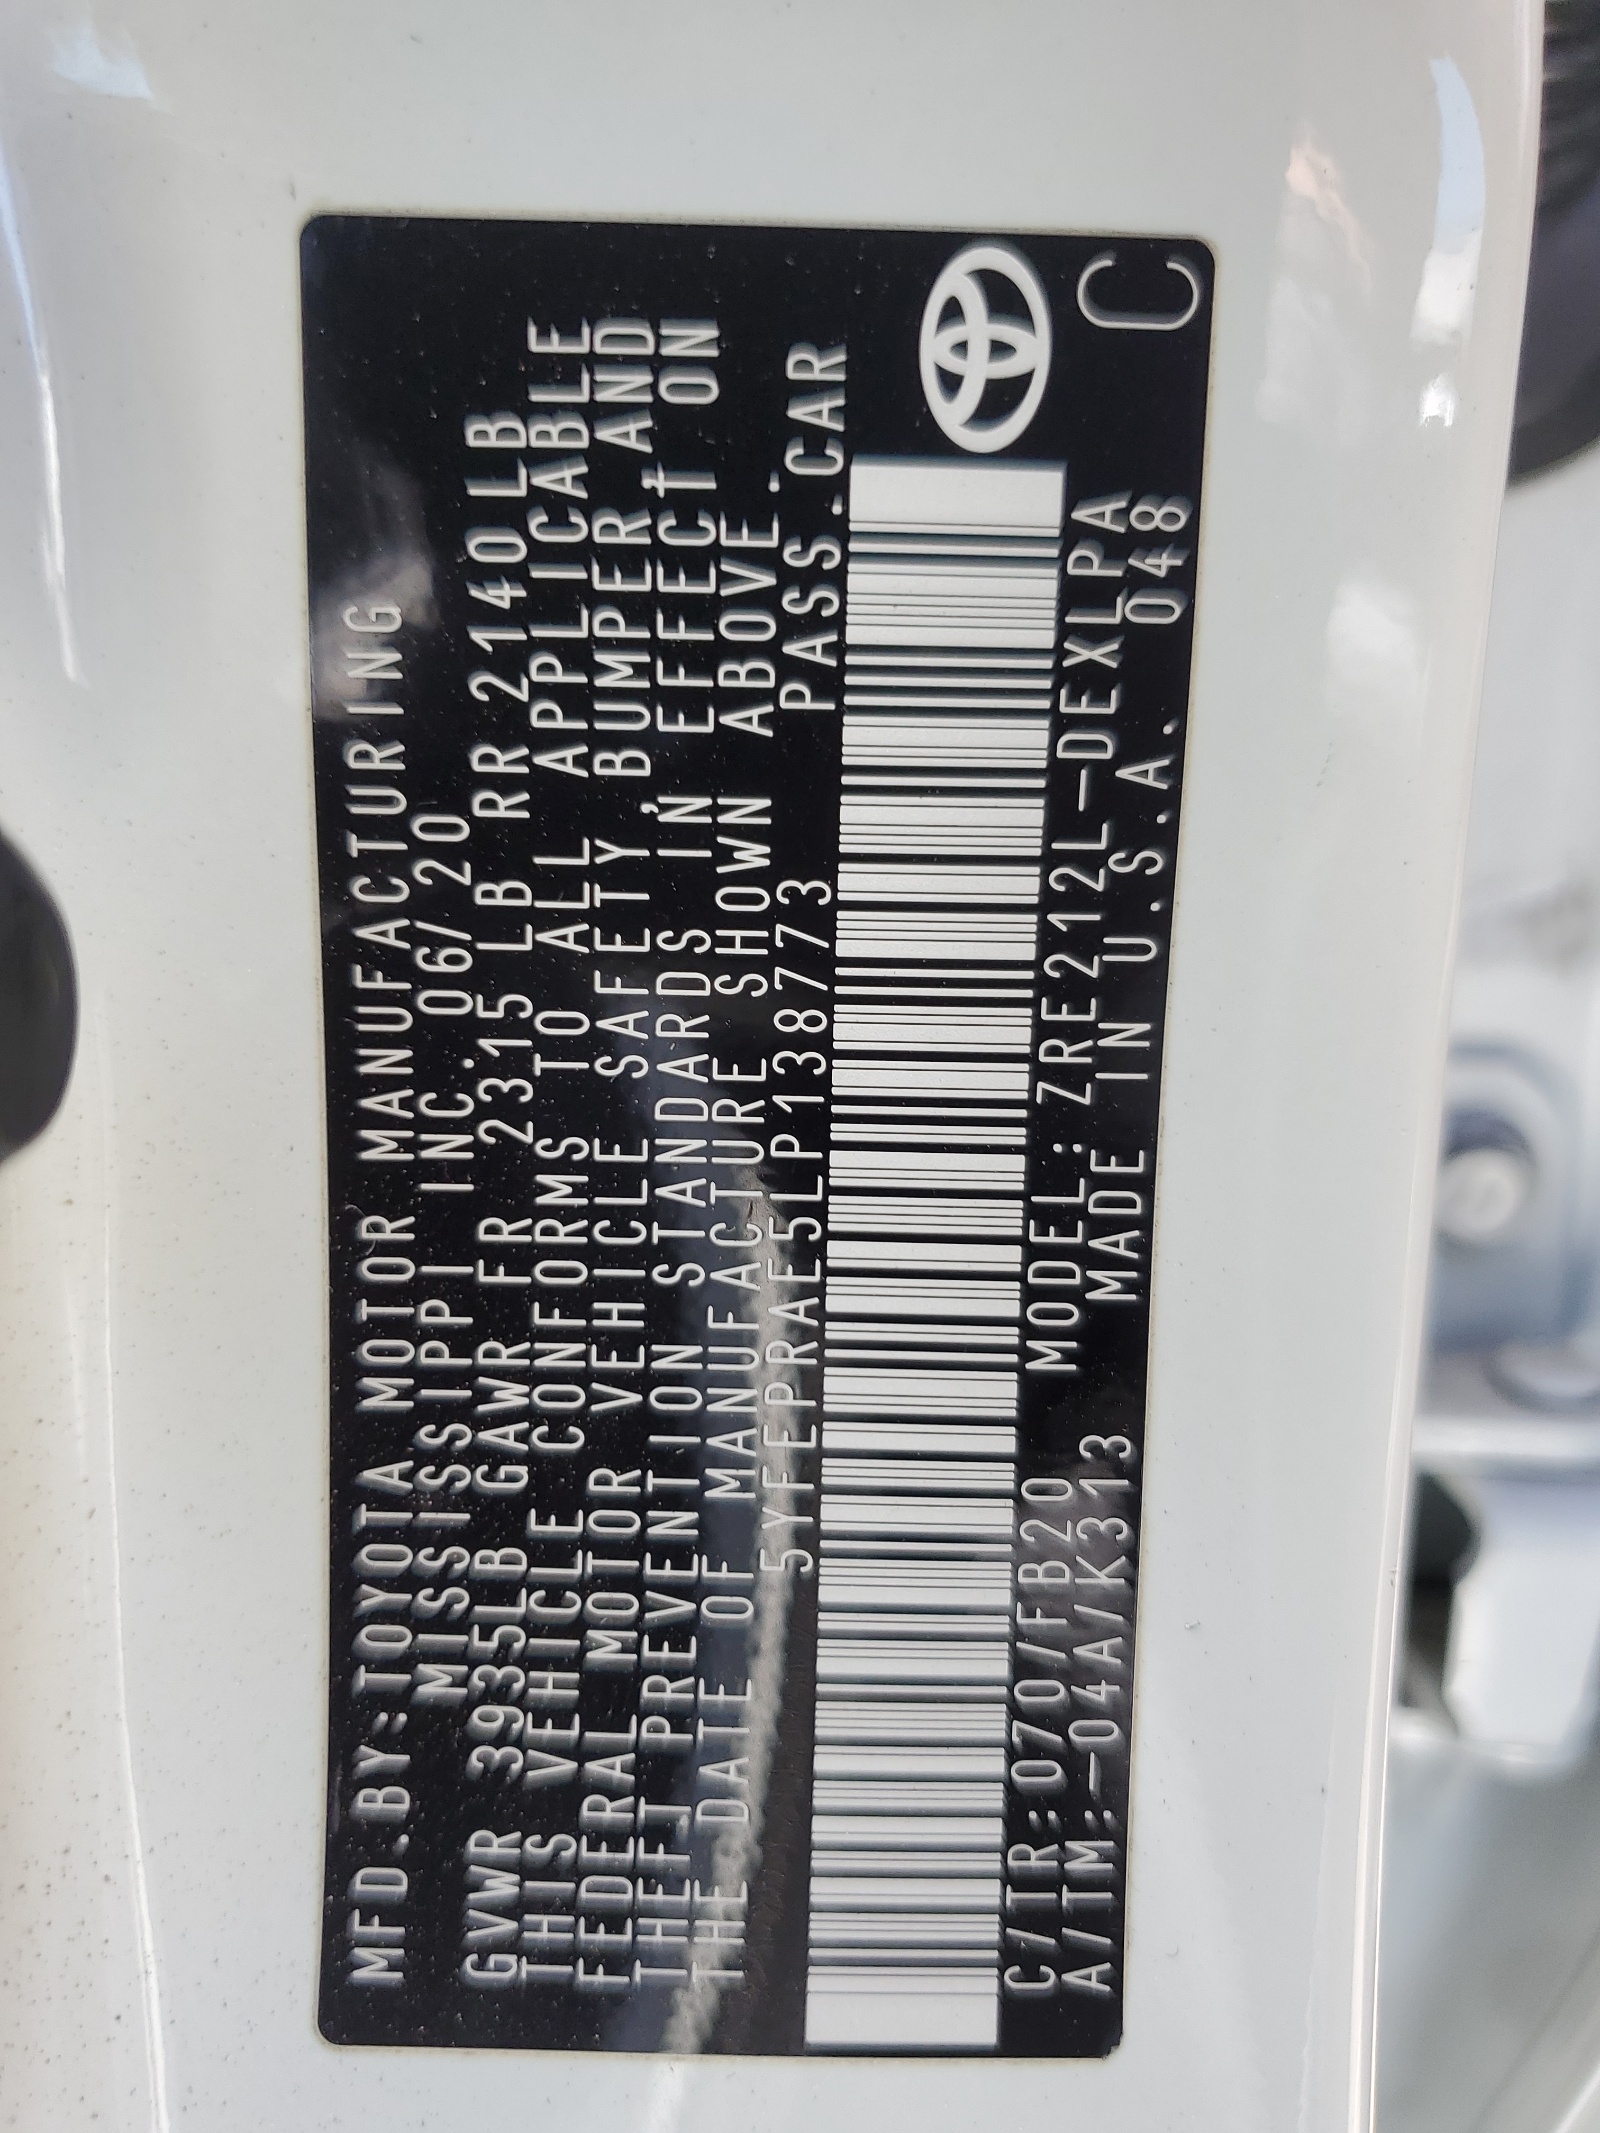 MFD.BY:TOYOTA MOTOR MANUFACTURING
MISSISSIPPI INC. 06/20
GVWR 3935LB GAWR FR 2315 LB RR 2140LB
THIS VEHICLE CONFORMS TO ALL APPLICABLE
FEDERAL MOTOR VEHICLE SAFETY, BUMPER AND
THEFT PREVENTION STANDARDS IN EFFECT ON
THE DATE OF MANUFACTURE SHOWN ABOVE.
5YFEPRAE5LP138773 PASS.CAR
C/TR:070/FB20 MODEL:ZRE212L-DEXLPA
A/TM:-04A/K313 MADE IN U.S.A. 048
C